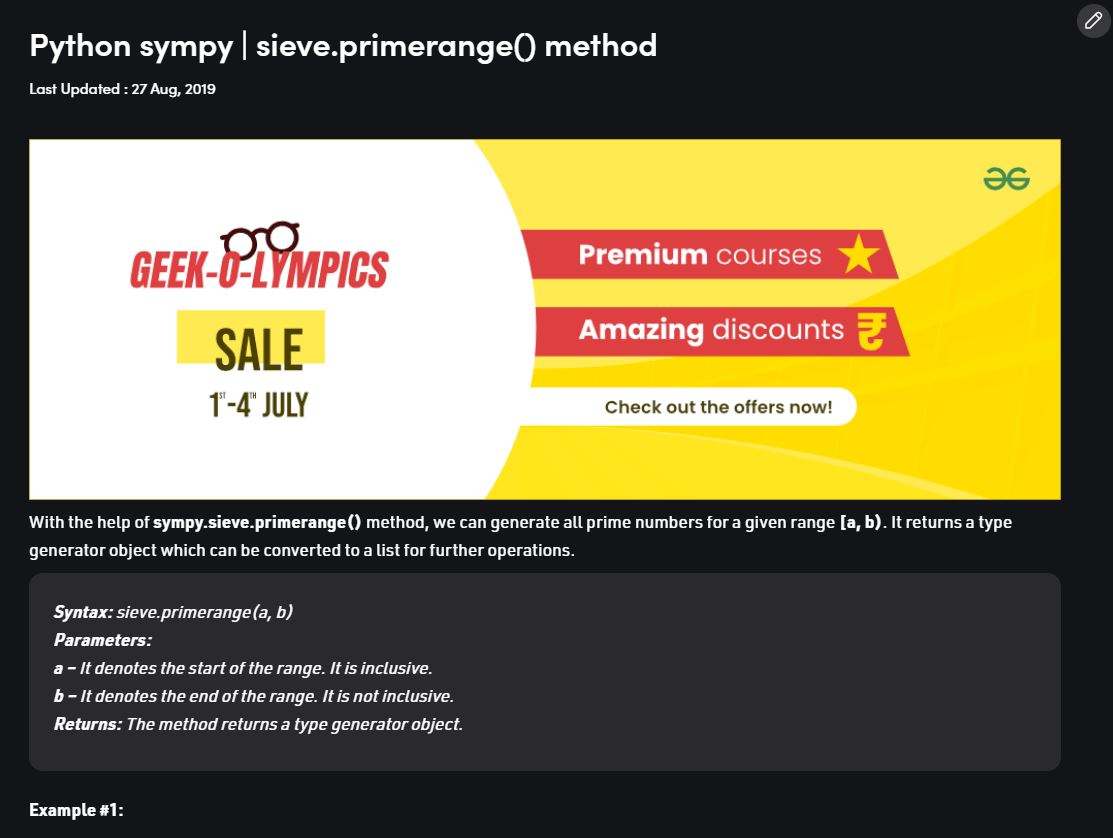 Python sympy | sieve.primerange() method
Last Updated : 27 Aug, 2019
GEEK-O-LYMPICS
SALE
1ST-4TH JULY
Premium courses
Amazing discounts ₹
Check out the offers now!
With the help of sympy.sieve.primerange() method, we can generate all prime numbers for a given range [a, b). It returns a type
generator object which can be converted to a list for further operations.
Syntax: sieve.primerange(a, b)
Parameters:
a – It denotes the start of the range. It is inclusive.
b – It denotes the end of the range. It is not inclusive.
Returns: The method returns a type generator object.
Example #1: